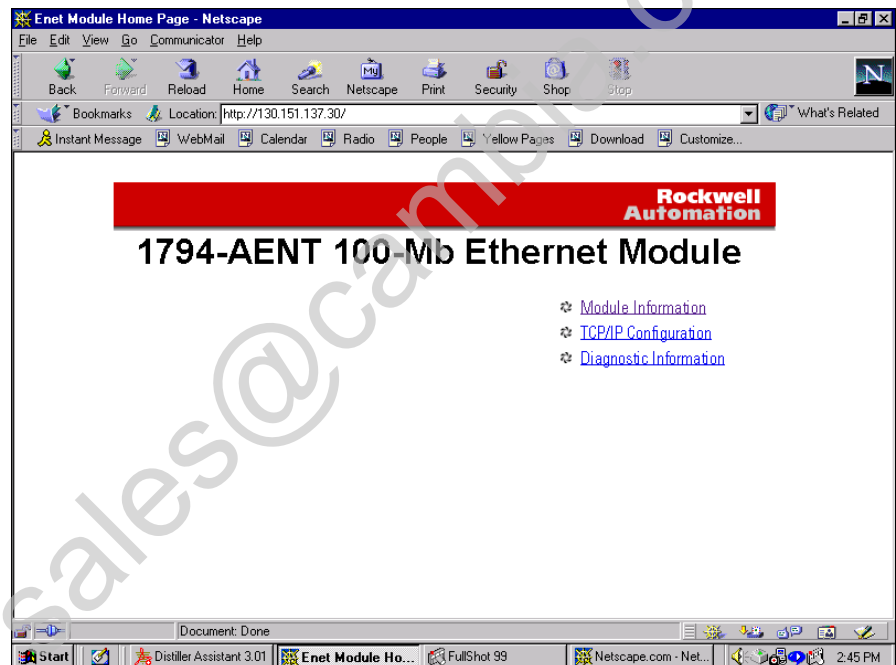 Enet Module Home Page - Netscape
File Edit View Go Communicator Help
Back Forward Reload Home Search Netscape Print Security Shop Stop
My
N
Bookmarks Location: http://130.151.137.30/ What's Related
Instant Message WebMail Calendar Radio People Yellow Pages Download Customize...
Rockwell
Automation
1794-AENT 100-Mb Ethernet Module
Module Information
TCP/IP Configuration
Diagnostic Information
Document: Done
Start Distiller Assistant 3.01 Enet Module Ho... FullShot 99 Netscape.com - Net... 2:45 PM
sales@cambia.o